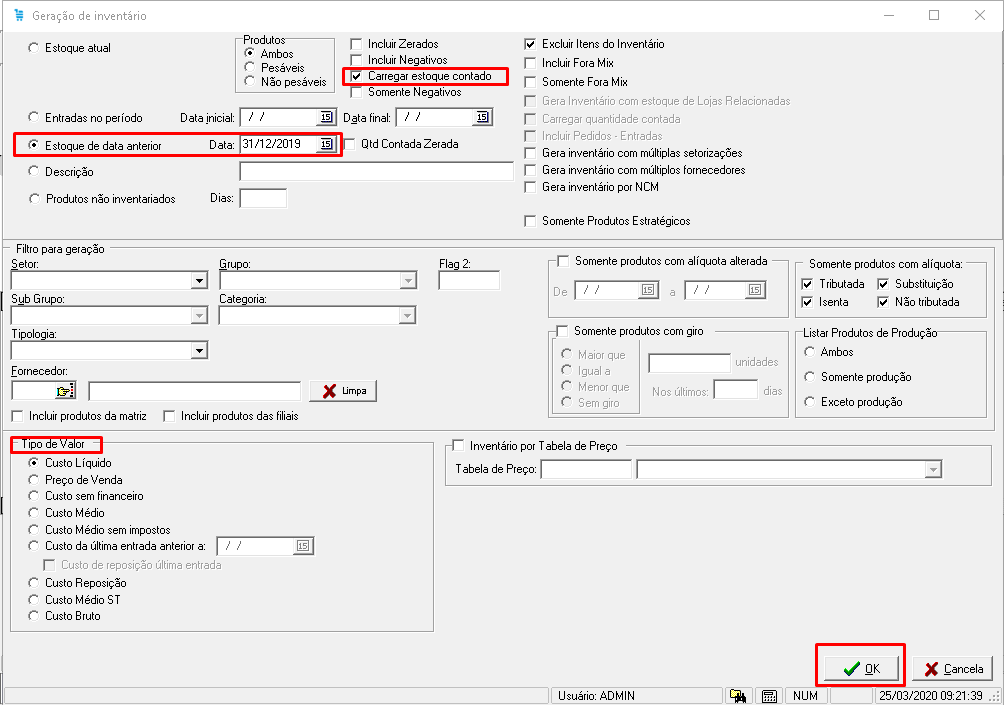 Geração de inventário
Estoque atual
Produtos
Ambos
Pesáveis
Não pesáveis
Incluir Zerados
Incluir Negativos
Carregar estoque contado
Somente Negativos
Excluir Itens do Inventário
Incluir Fora Mix
Somente Fora Mix
Gera Inventário com estoque de Lojas Relacionadas
Carregar quantidade contada
Incluir Pedidos - Entradas
Gera inventário com múltiplas setorizações
Gera inventário com múltiplos fornecedores
Gera inventário por NCM
Somente Produtos Estratégicos
Entradas no período Data inicial: / / 15 Data final: / / 15
Estoque de data anterior Data: 31/12/2019 15 Qtd Contada Zerada
Descrição
Produtos não inventariados Dias:
Filtro para geração
Setor: Grupo: Flag 2:
Sub Grupo: Categoria:
Tipologia:
Fornecedor:
Limpa
Incluir produtos da matriz Incluir produtos das filiais
Somente produtos com alíquota alterada
De / / 15 a / / 15
Somente produtos com alíquota:
Tributada Substituição
Isenta Não tributada
Somente produtos com giro
Maior que
Igual a
Menor que
Sem giro
unidades
Nos últimos: dias
Listar Produtos de Produção
Ambos
Somente produção
Exceto produção
Tipo de Valor
Custo Líquido
Preço de Venda
Custo sem financeiro
Custo Médio
Custo Médio sem impostos
Custo da última entrada anterior a: / / 15
Custo de reposição última entrada
Custo Reposição
Custo Médio ST
Custo Bruto
Inventário por Tabela de Preço
Tabela de Preço:
OK Cancela
Usuário: ADMIN NUM 25/03/2020 09:21:39